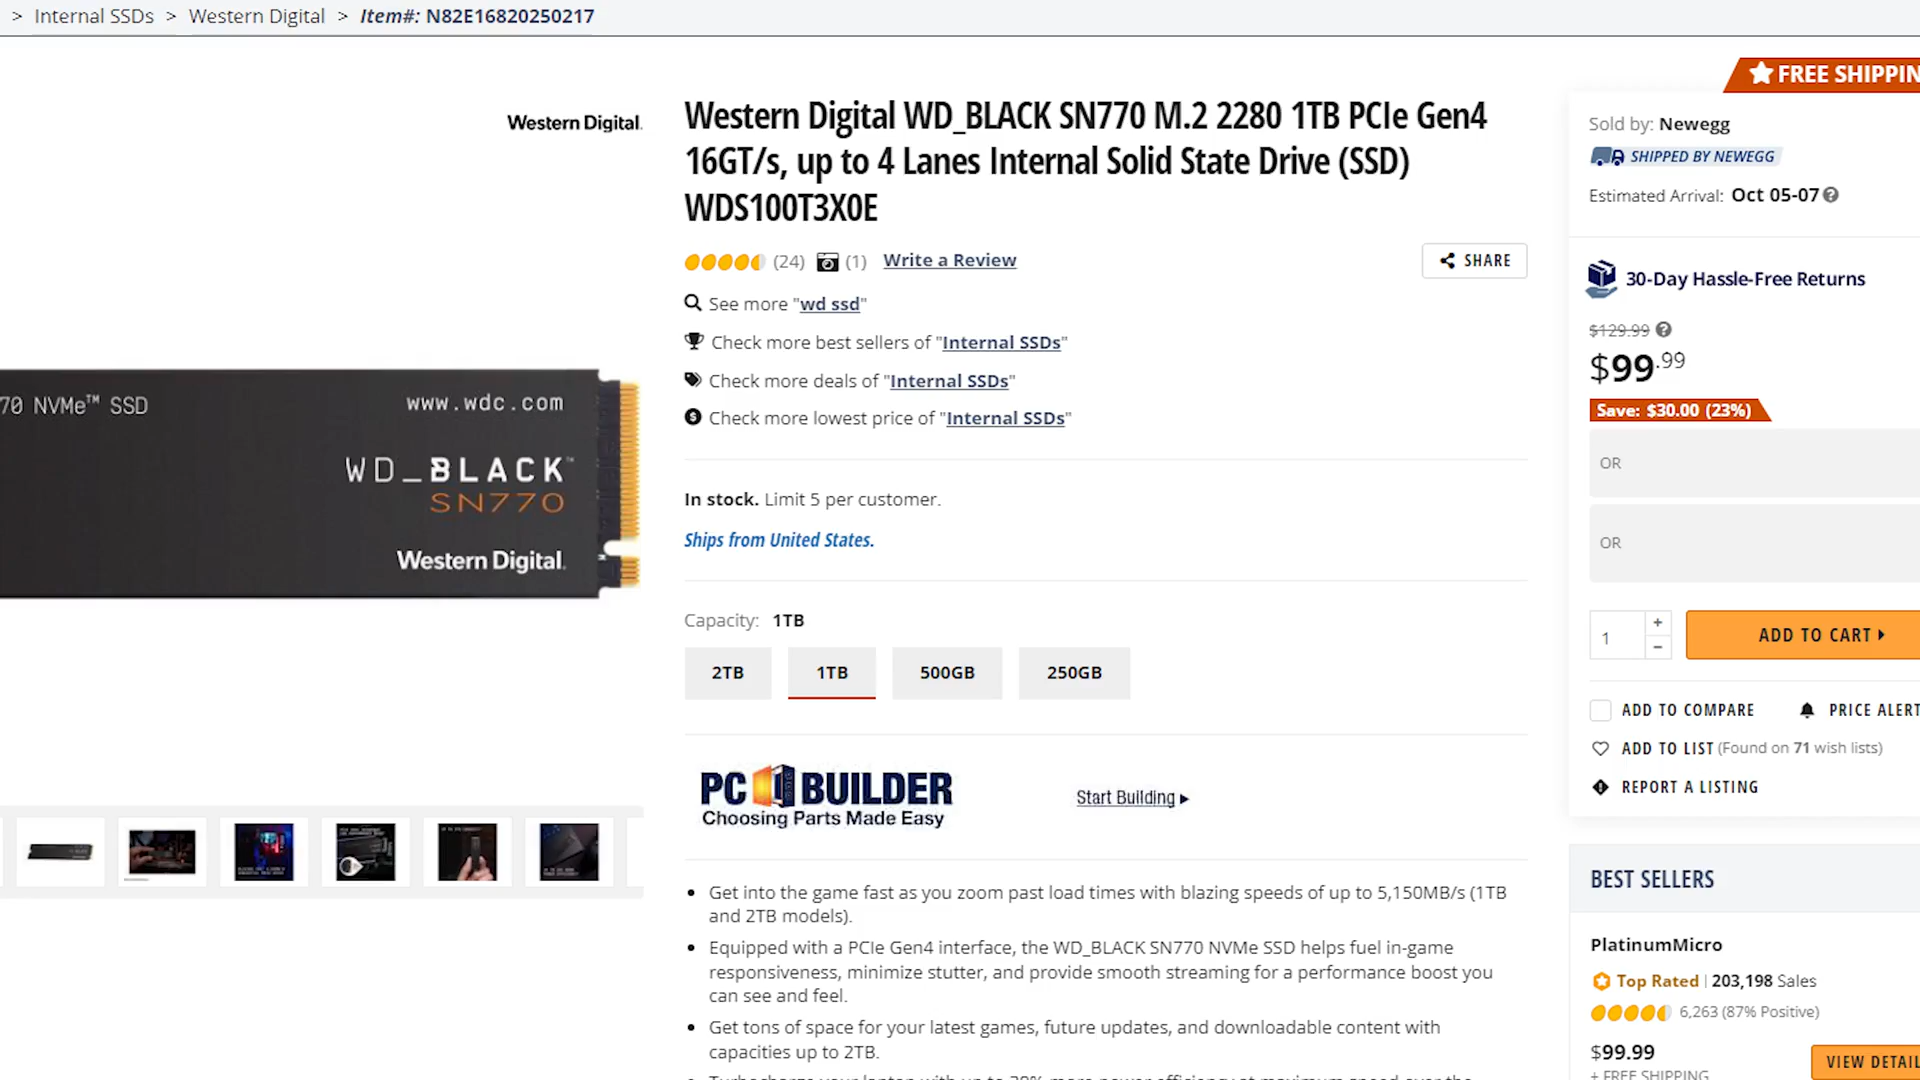 > Internal SSDs > Western Digital > Item#: N82E16820250217
Western Digital.
70 NVMe™ SSD
www.wdc.com
WD_BLACK™
SN770
Western Digital.
Western Digital WD_BLACK SN770 M.2 2280 1TB PCIe Gen4
16GT/s, up to 4 Lanes Internal Solid State Drive (SSD)
WDS100T3X0E
(24) (1) Write a Review
SHARE
See more "wd ssd"
Check more best sellers of "Internal SSDs"
Check more deals of "Internal SSDs"
Check more lowest price of "Internal SSDs"
In stock. Limit 5 per customer.
Ships from United States.
Capacity: 1TB
2TB 1TB 500GB 250GB
PC BUILDER
Choosing Parts Made Easy
Start Building
• Get into the game fast as you zoom past load times with blazing speeds of up to 5,150MB/s (1TB
and 2TB models).
• Equipped with a PCIe Gen4 interface, the WD_BLACK SN770 NVMe SSD helps fuel in-game
responsiveness, minimize stutter, and provide smooth streaming for a performance boost you
can see and feel.
• Get tons of space for your latest games, future updates, and downloadable content with
capacities up to 2TB.
FREE SHIPPIN
Sold by: Newegg
SHIPPED BY NEWEGG
Estimated Arrival: Oct 05-07
30-Day Hassle-Free Returns
$129.99
$99.99
Save: $30.00 (23%)
OR
OR
1 + −
ADD TO CART
ADD TO COMPARE
PRICE ALERT
ADD TO LIST (Found on 71 wish lists)
REPORT A LISTING
BEST SELLERS
PlatinumMicro
Top Rated | 203,198 Sales
6,263 (87% Positive)
$99.99
+ FREE SHIPPING
VIEW DETAIL